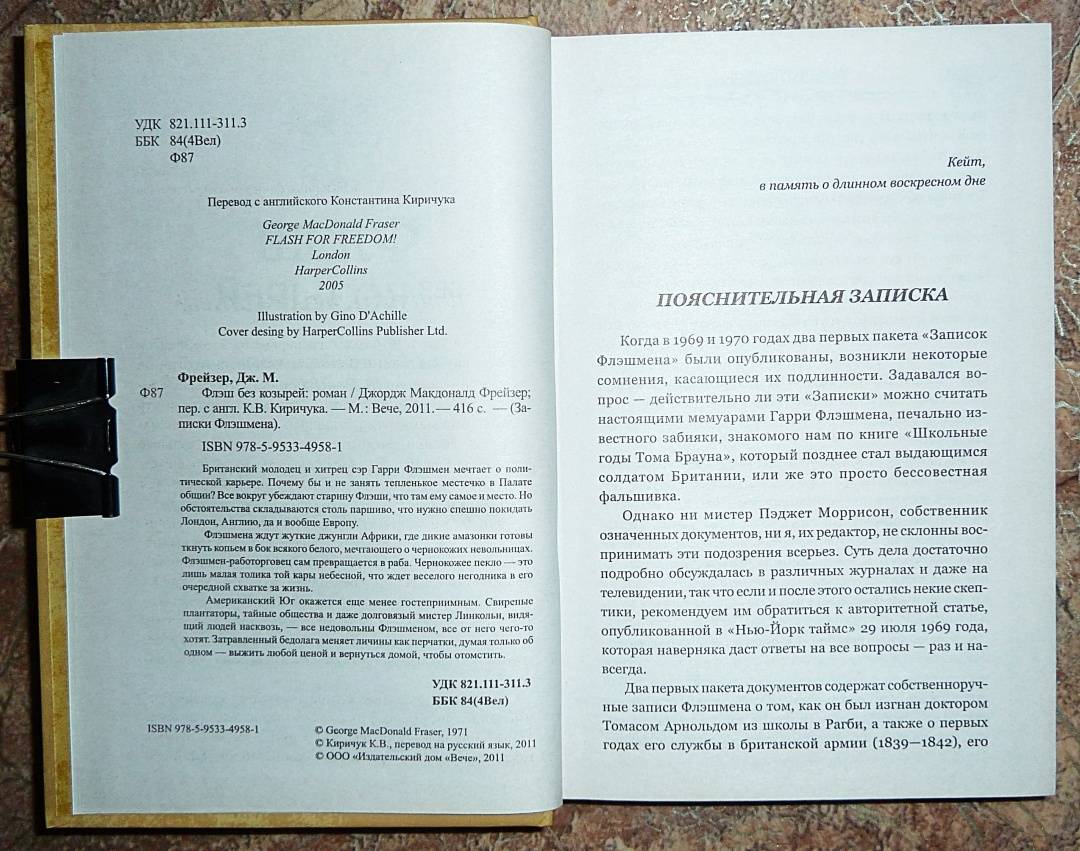 УДК 821.111-311.3
ББК 84(4Вел)
Ф87
Перевод с английского Константина Киричука
George MacDonald Fraser
FLASH FOR FREEDOM!
London
HarperCollins
2005
Illustration by Gino D'Achille
Cover desing by HarperCollins Publisher Ltd.
Фрейзер, Дж. М.
Ф87 Флэш без козырей: роман / Джордж Макдоналд Фрейзер;
пер. с англ. К.В. Киричука. — М.: Вече, 2011. — 416 с. — (За-
писки Флэшмена).
ISBN 978-5-9533-4958-1
Британский молодец и хитрец сэр Гарри Флэшмен мечтает о поли-
тической карьере. Почему бы и не занять тепленькое местечко в Палате
общин? Все вокруг убеждают старину Флэши, что там ему самое и место. Но
обстоятельства складываются столь паршиво, что нужно спешно покидать
Лондон, Англию, да и вообще Европу.
Флэшмена ждут жуткие джунгли Африки, где дикие амазонки готовы
ткнуть копьем в бок всякого белого, мечтающего о чернокожих невольницах.
Флэшмен-работорговец сам превращается в раба. Чернокожее пекло — это
лишь малая толика той кары небесной, что ждет веселого негодника в его
очередной схватке за жизнь.
Американский Юг окажется еще менее гостеприимным. Свирепые
плантаторы, тайные общества и даже долговязый мистер Линкольн, видя-
щий людей насквозь, — все недовольны Флэшменом, все от него чего-то
хотят. Затравленный бедолага меняет личины как перчатки, думая только об
одном — выжить любой ценой и вернуться домой, чтобы отомстить.
УДК 821.111-311.3
ББК 84(4Вел)
ISBN 978-5-9533-4958-1
© George MacDonald Fraser, 1971
© Киричук К.В., перевод на русский язык, 2011
© ООО «Издательский дом «Вече», 2011
Кейт,
в память о длинном воскресном дне
ПОЯСНИТЕЛЬНАЯ ЗАПИСКА
Когда в 1969 и 1970 годах два первых пакета «Записок
Флэшмена» были опубликованы, возникли некоторые
сомнения, касающиеся их подлинности. Задавался во-
прос — действительно ли эти «Записки» можно считать
настоящими мемуарами Гарри Флэшмена, печально из-
вестного забияки, знакомого нам по книге «Школьные
годы Тома Брауна», который позднее стал выдающимся
солдатом Британии, или же это просто бессовестная
фальшивка.
Однако ни мистер Пэджет Моррисон, собственник
означенных документов, ни я, их редактор, не склонны вос-
принимать эти подозрения всерьез. Суть дела достаточно
подробно обсуждалась в различных журналах и даже на
телевидении, так что если и после этого остались некие скеп-
тики, рекомендуем им обратиться к авторитетной статье,
опубликованной в «Нью-Йорк таймс» 29 июля 1969 года,
которая наверняка даст ответы на все вопросы — раз и на-
всегда.
Два первых пакета документов содержат собственноруч-
ные записи Флэшмена о том, как он был изгнан доктором
Томасом Арнольдом из школы в Рагби, а также о первых
годах его службы в британской армии (1839—1842), его